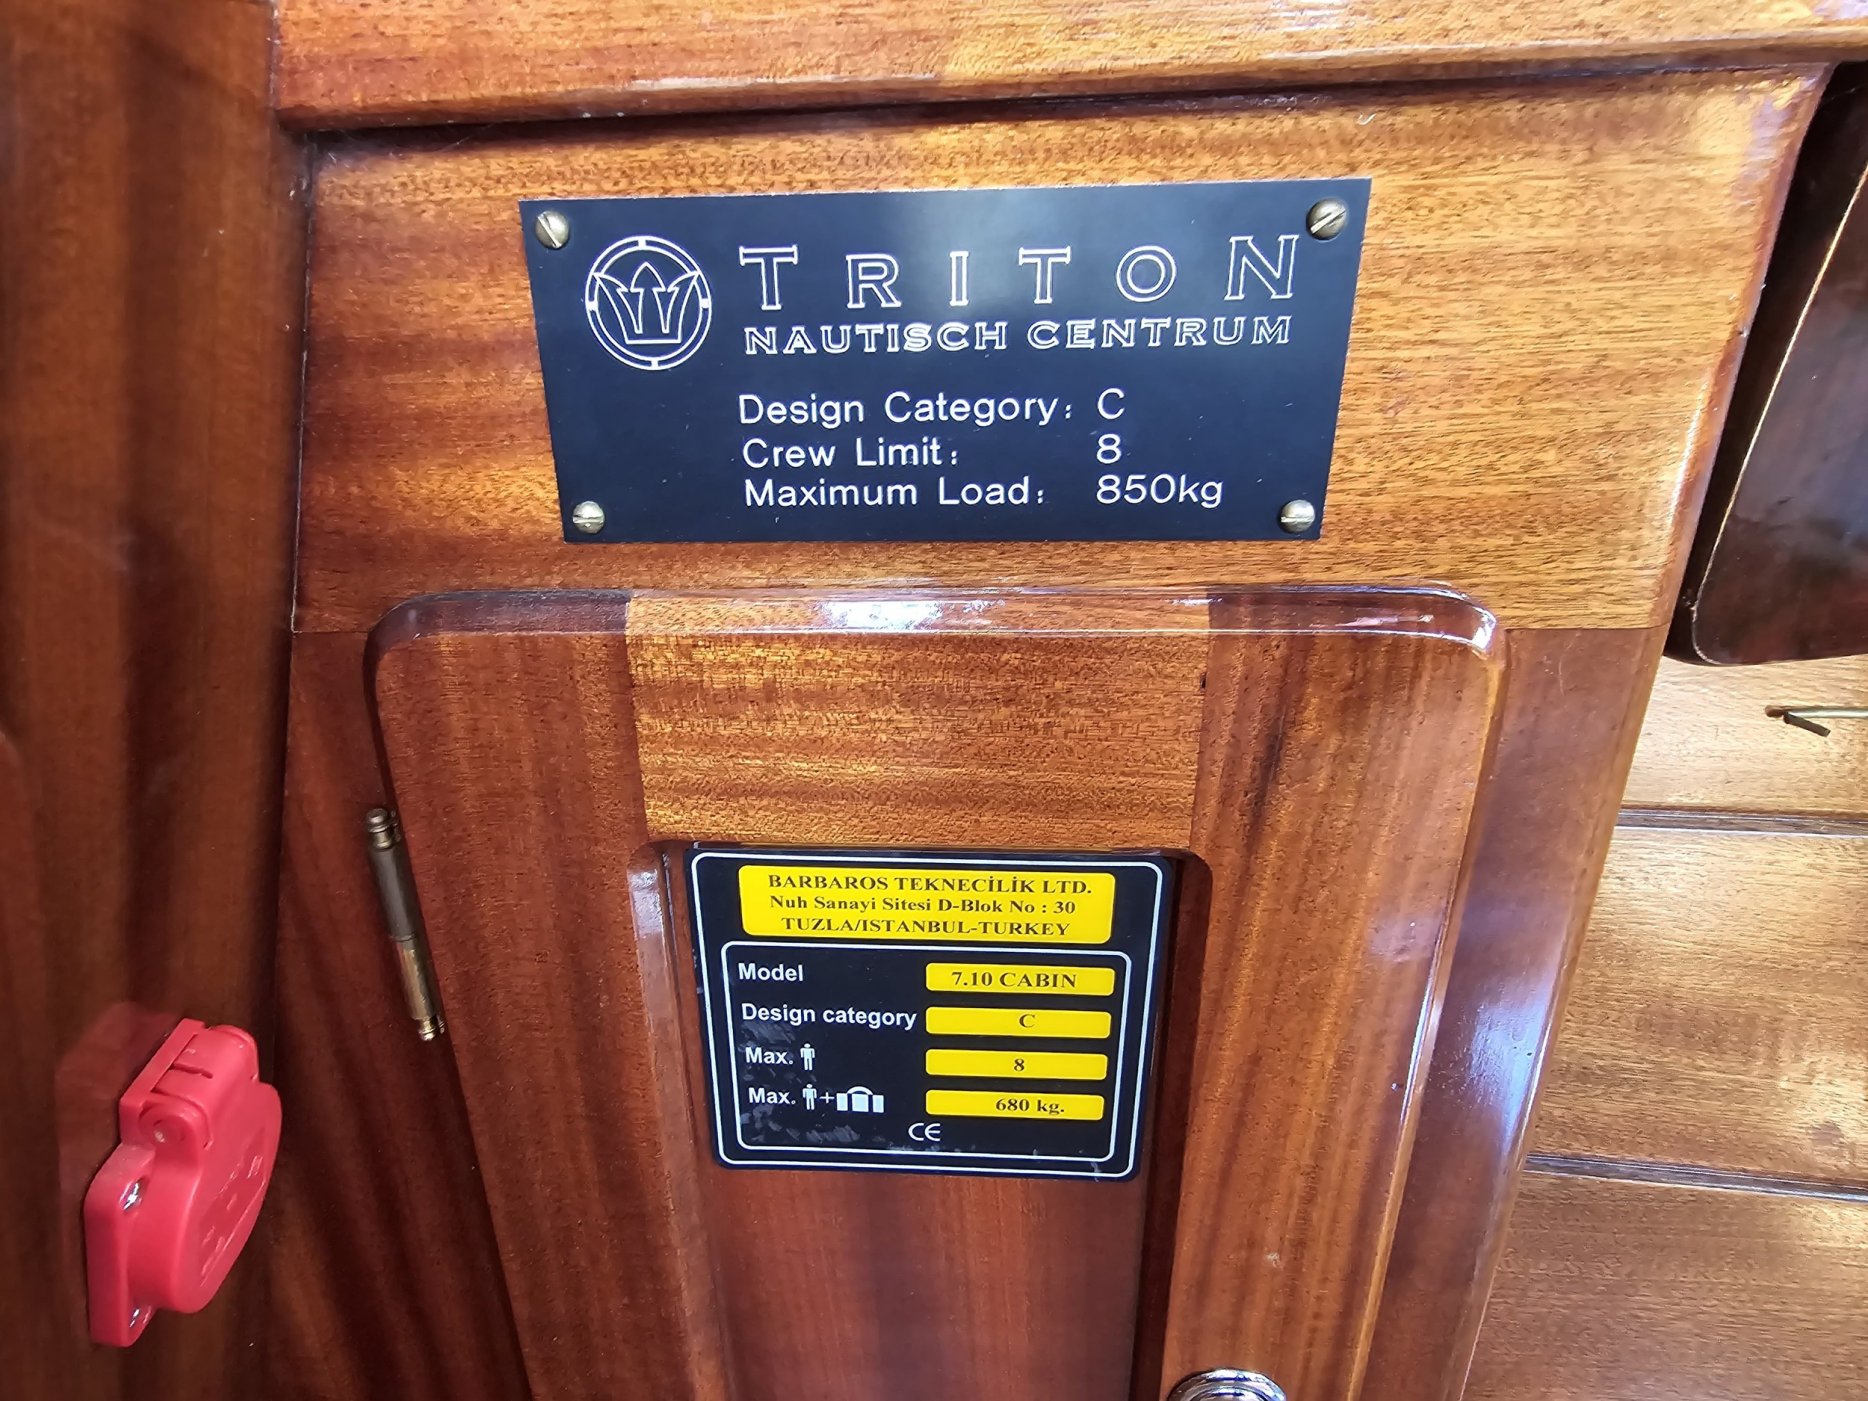 TRITON
NAUTISCH CENTRUM
Design Category: C
Crew Limit: 8
Maximum Load: 850kg
BARBAROS TEKNECİLİK LTD.
Nuh Sanayi Sitesi D-Blok No : 30
TUZLA/ISTANBUL-TURKEY
Model 7.10 CABIN
Design category C
Max. 8
Max. + 680 kg.
CE